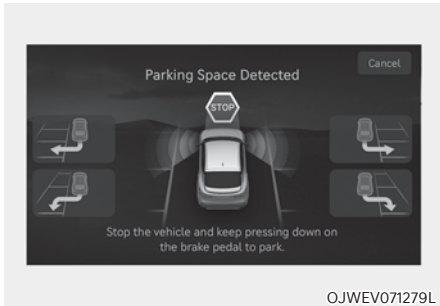 Cancel
Parking Space Detected
STOP
Stop the vehicle and keep pressing down on
the brake pedal to park.
OJWEV071279L